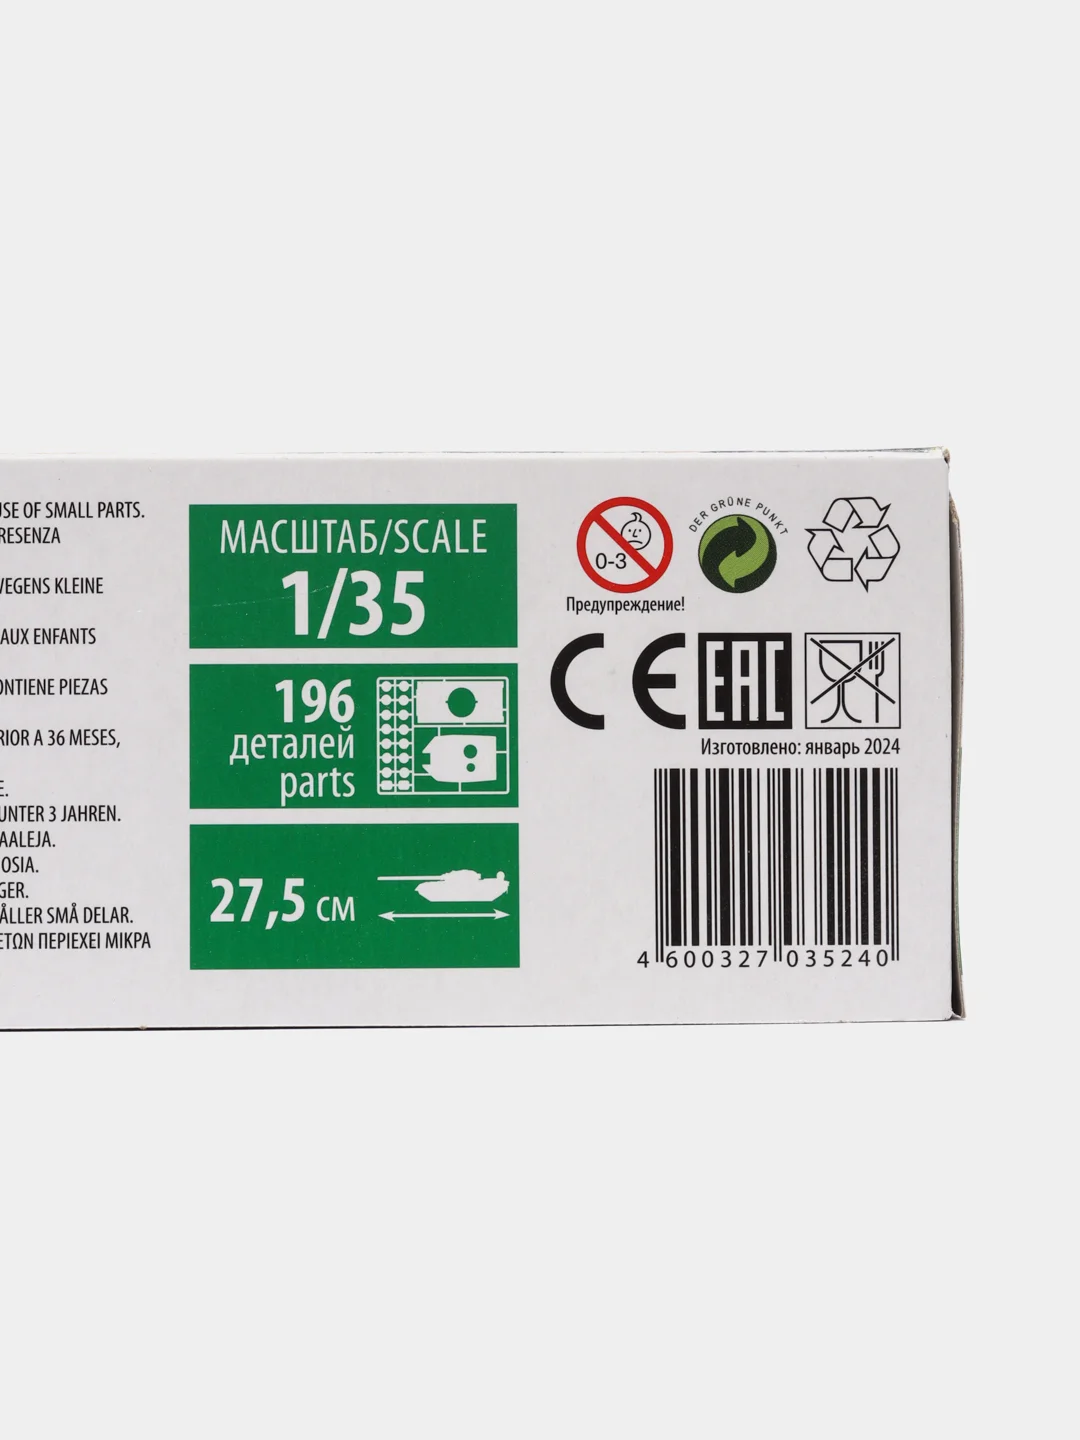 USE OF SMALL PARTS.
RESENZA
WEGENS KLEINE
AUX ENFANTS
ONTIENE PIEZAS
RIOR A 36 MESES,
E.
UNTER 3 JAHREN.
AALEJA.
OSIA.
GER.
ÅLLER SMÅ DELAR.
ΕΤΩΝ ΠΕΡΙΕΧΕΙ ΜΙΚΡΑ
МАСШТАБ/SCALE
1/35
196
деталей
parts
27,5 см
0-3
Предупреждение!
DER GRÜNE PUNKT
CE EAC
Изготовлено: январь 2024
4 600327 035240